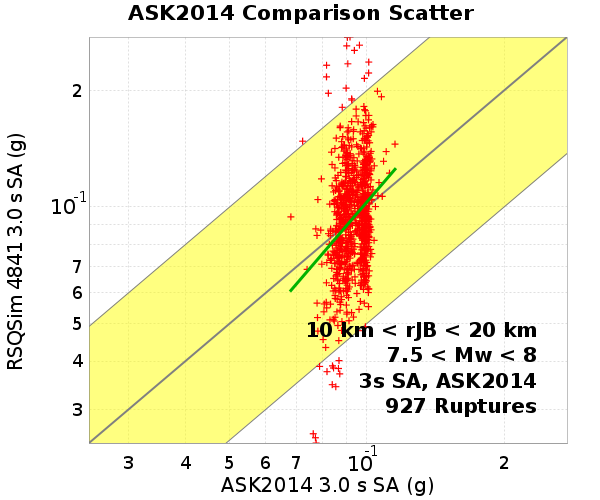 ASK2014 Comparison Scatter
RSQSim 4841 3.0 s SA (g)
2
10-1
7
6
5
4
3
10 km < rJB < 20 km
7.5 < Mw < 8
3s SA, ASK2014
927 Ruptures
3 4 5 6 7 10-1 2
ASK2014 3.0 s SA (g)